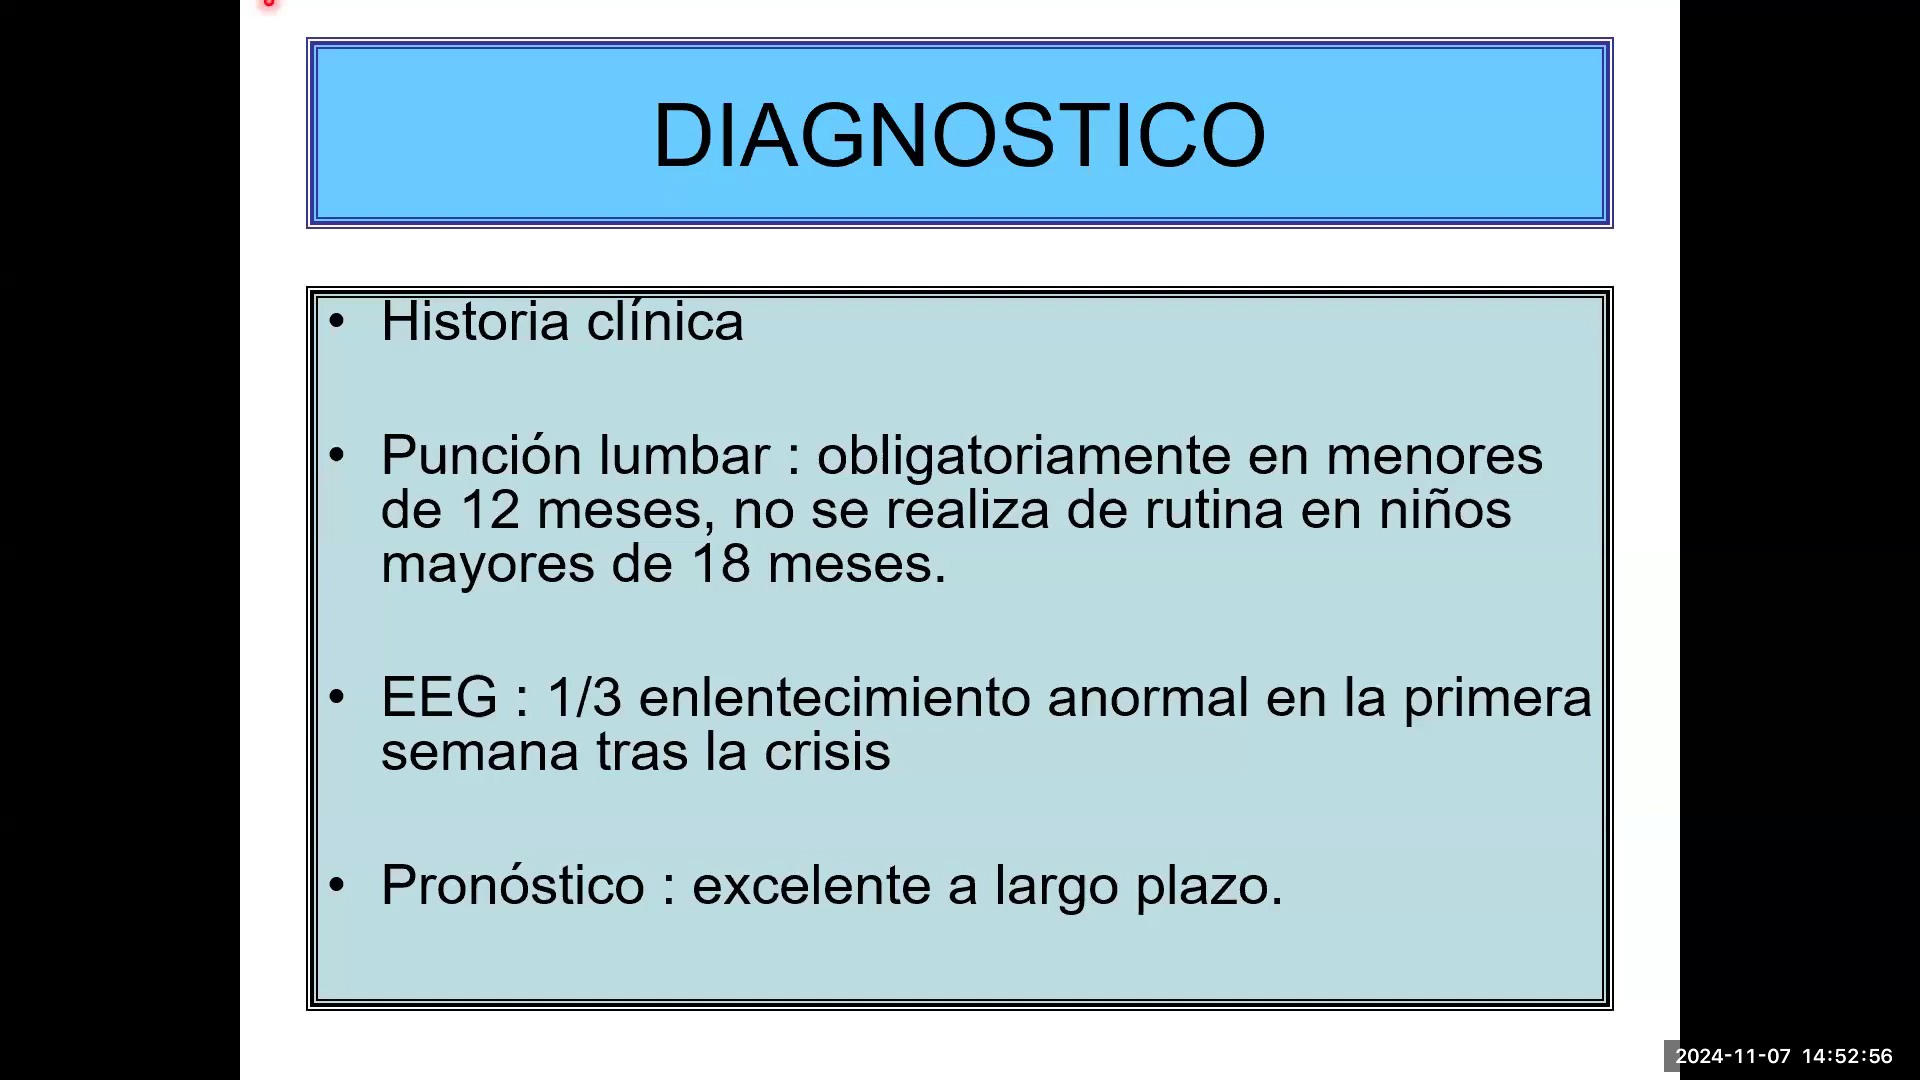 DIAGNOSTICO
• Historia clínica
• Punción lumbar : obligatoriamente en menores
de 12 meses, no se realiza de rutina en niños
mayores de 18 meses.
• EEG : 1/3 enlentecimiento anormal en la primera
semana tras la crisis
• Pronóstico : excelente a largo plazo.
2024-11-07 14:52:56